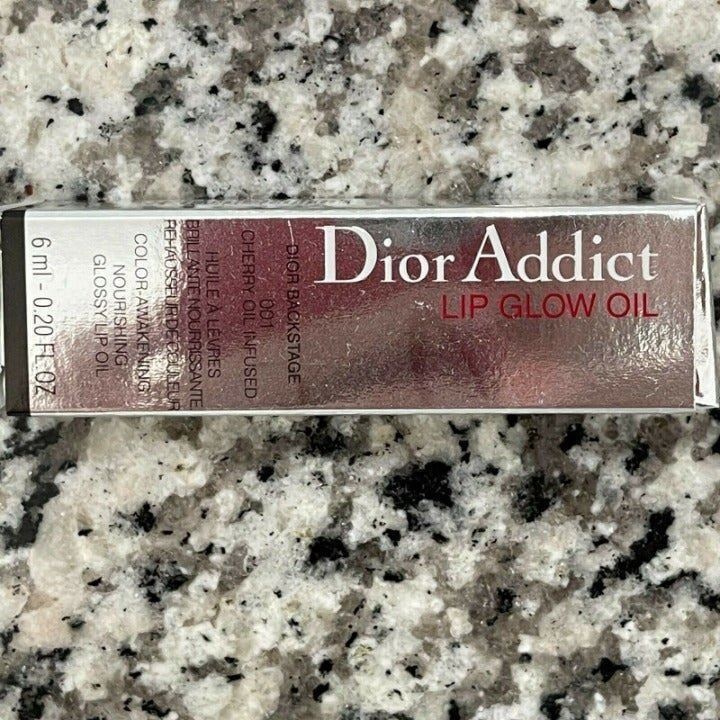 Dior Addict
LIP GLOW OIL
DIOR BACKSTAGE
001
CHERRY OIL INFUSED
HUILE À LÈVRES
BRILLANTE NOURRISSANTE
REHAUSSEUR DE COULEUR
COLOR-AWAKENING
NOURISHING
GLOSSY LIP OIL
6 ml - 0.20 FL OZ